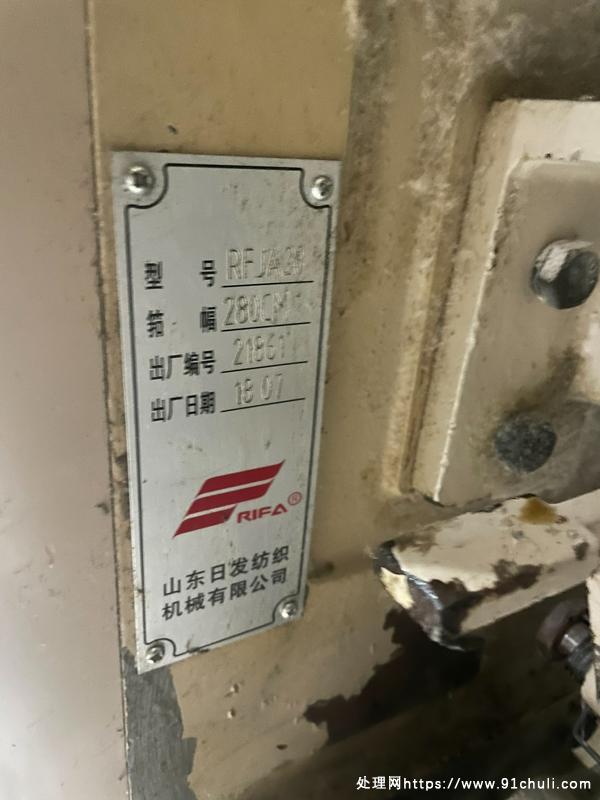 型 号 RFJA20
筘 幅 280CM
出厂编号 21861
出厂日期 18 07
RIFA®
山东日发纺织
机械有限公司
处理网https://www.91chuli.com